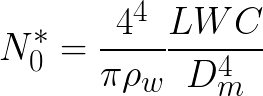 $N_0^* = \frac{4^4}{\pi \rho_w} \frac{LWC}{D_m^4}$